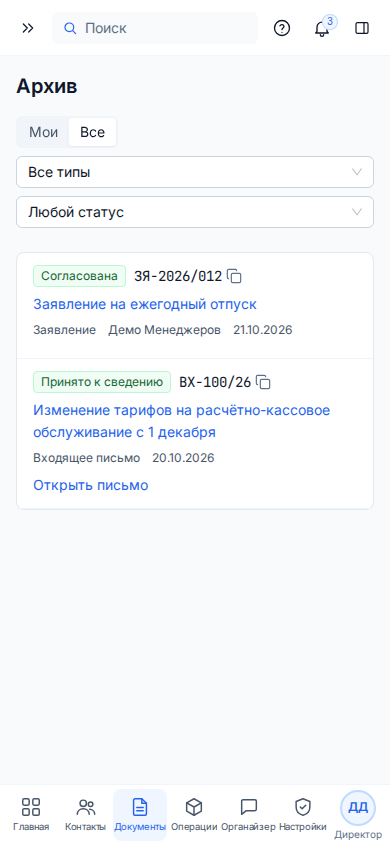 Поиск
3
Архив
Мои Все
Все типы
Любой статус
Согласована ЗЯ-2026/012
Заявление на ежегодный отпуск
Заявление Демо Менеджеров 21.10.2026
Принято к сведению ВХ-100/26
Изменение тарифов на расчётно-кассовое
обслуживание с 1 декабря
Входящее письмо 20.10.2026
Открыть письмо
ДД
Главная Контакты Документы Операции Органайзер Настройки Директор